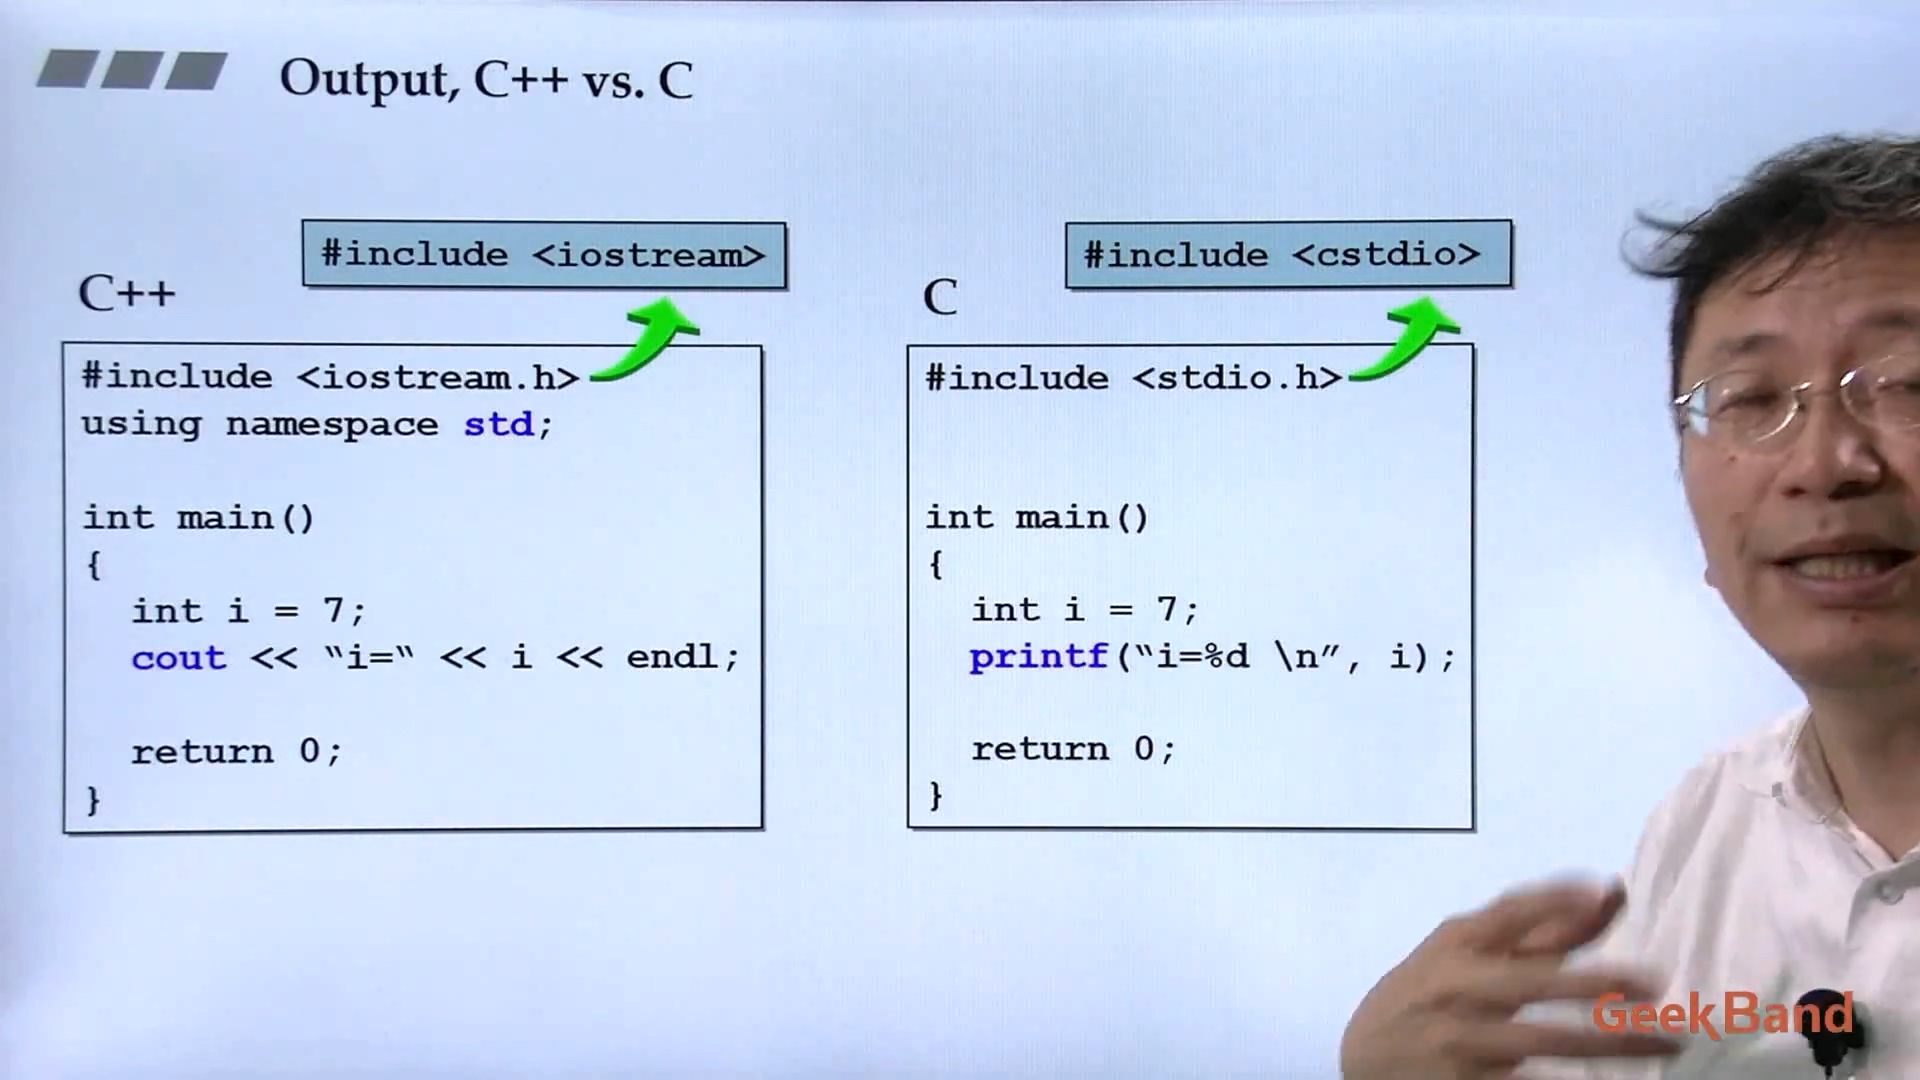 Output, C++ vs. C
C++
#include <iostream>
#include <iostream.h>
using namespace std;
int main()
{
int i = 7;
cout << “i=“ << i << endl;
return 0;
}
C
#include <cstdio>
#include <stdio.h>
int main()
{
int i = 7;
printf(“i=%d \n”, i);
return 0;
}
GeekBand